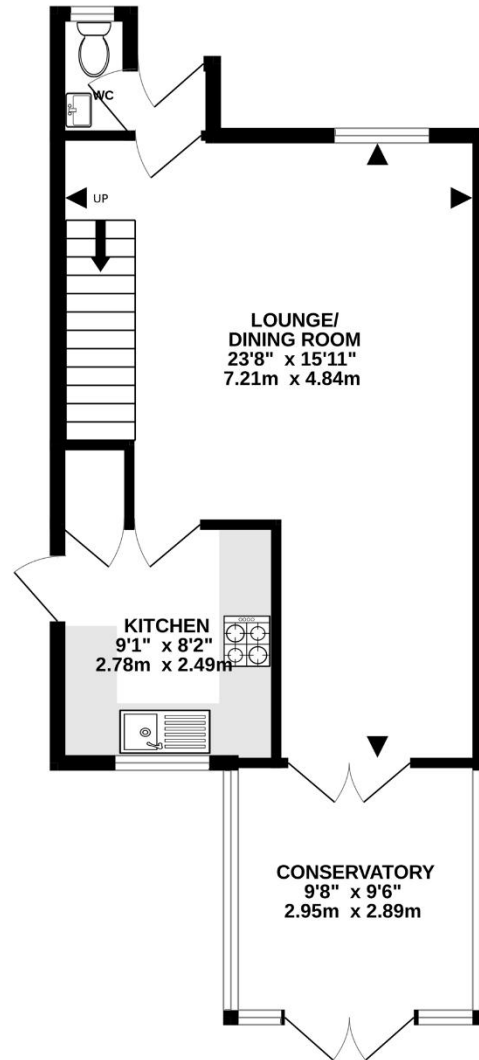 WC
UP
LOUNGE/
DINING ROOM
23'8" x 15'11"
7.21m x 4.84m
KITCHEN
9'1" x 8'2"
2.78m x 2.49m
CONSERVATORY
9'8" x 9'6"
2.95m x 2.89m